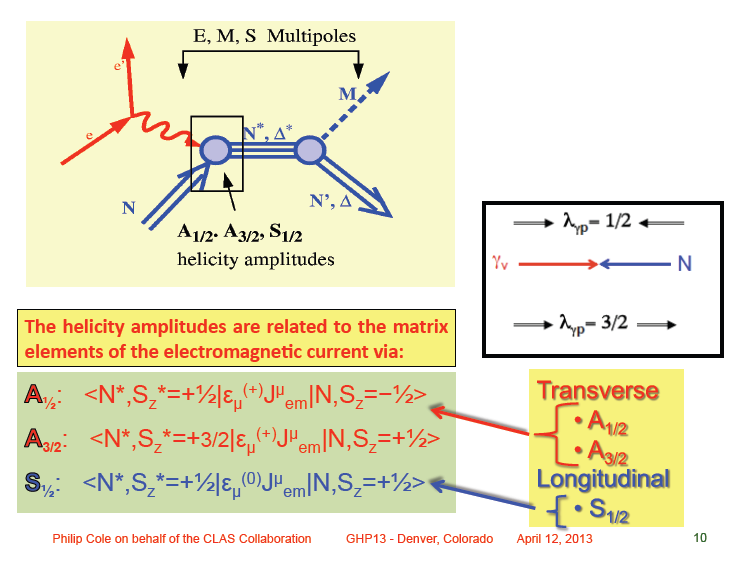 E, M, S Multipoles
e'
e
M
N*, Δ*
N
N', Δ
A1/2. A3/2, S1/2
helicity amplitudes
λγp= 1/2
γv
N
λγp= 3/2
The helicity amplitudes are related to the matrix
elements of the electromagnetic current via:
A½: <N*,Sz*=+½|εμ(+)Jμem|N,Sz=−½>
A3/2: <N*,Sz*=+3/2|εμ(+)Jμem|N,Sz=+½>
S½: <N*,Sz*=+½|εμ(0)Jμem|N,Sz=+½>
Transverse
• A1/2
• A3/2
Longitudinal
• S1/2
Philip Cole on behalf of the CLAS Collaboration GHP13 - Denver, Colorado April 12, 2013 10